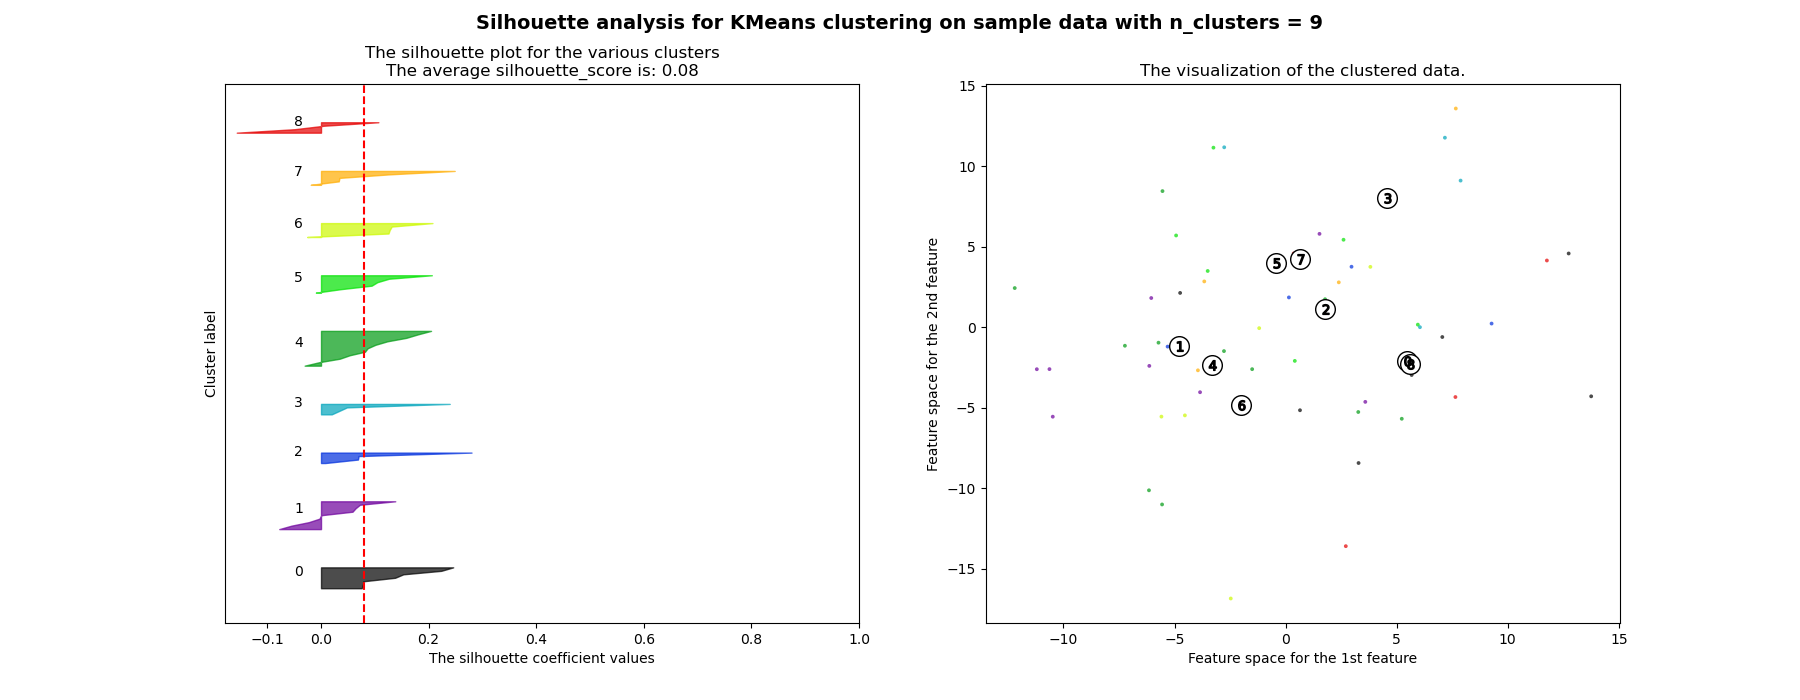 Silhouette analysis for KMeans clustering on sample data with n_clusters = 9
The silhouette plot for the various clusters
The average silhouette_score is: 0.08
8
7
6
5
4
3
2
1
0
Cluster label
−0.1 0.0 0.2 0.4 0.6 0.8 1.0
The silhouette coefficient values
The visualization of the clustered data.
15
10
5
0
−5
−10
−15
Feature space for the 2nd feature
3
5 7
2
1
4
0 8
6
−10 −5 0 5 10 15
Feature space for the 1st feature